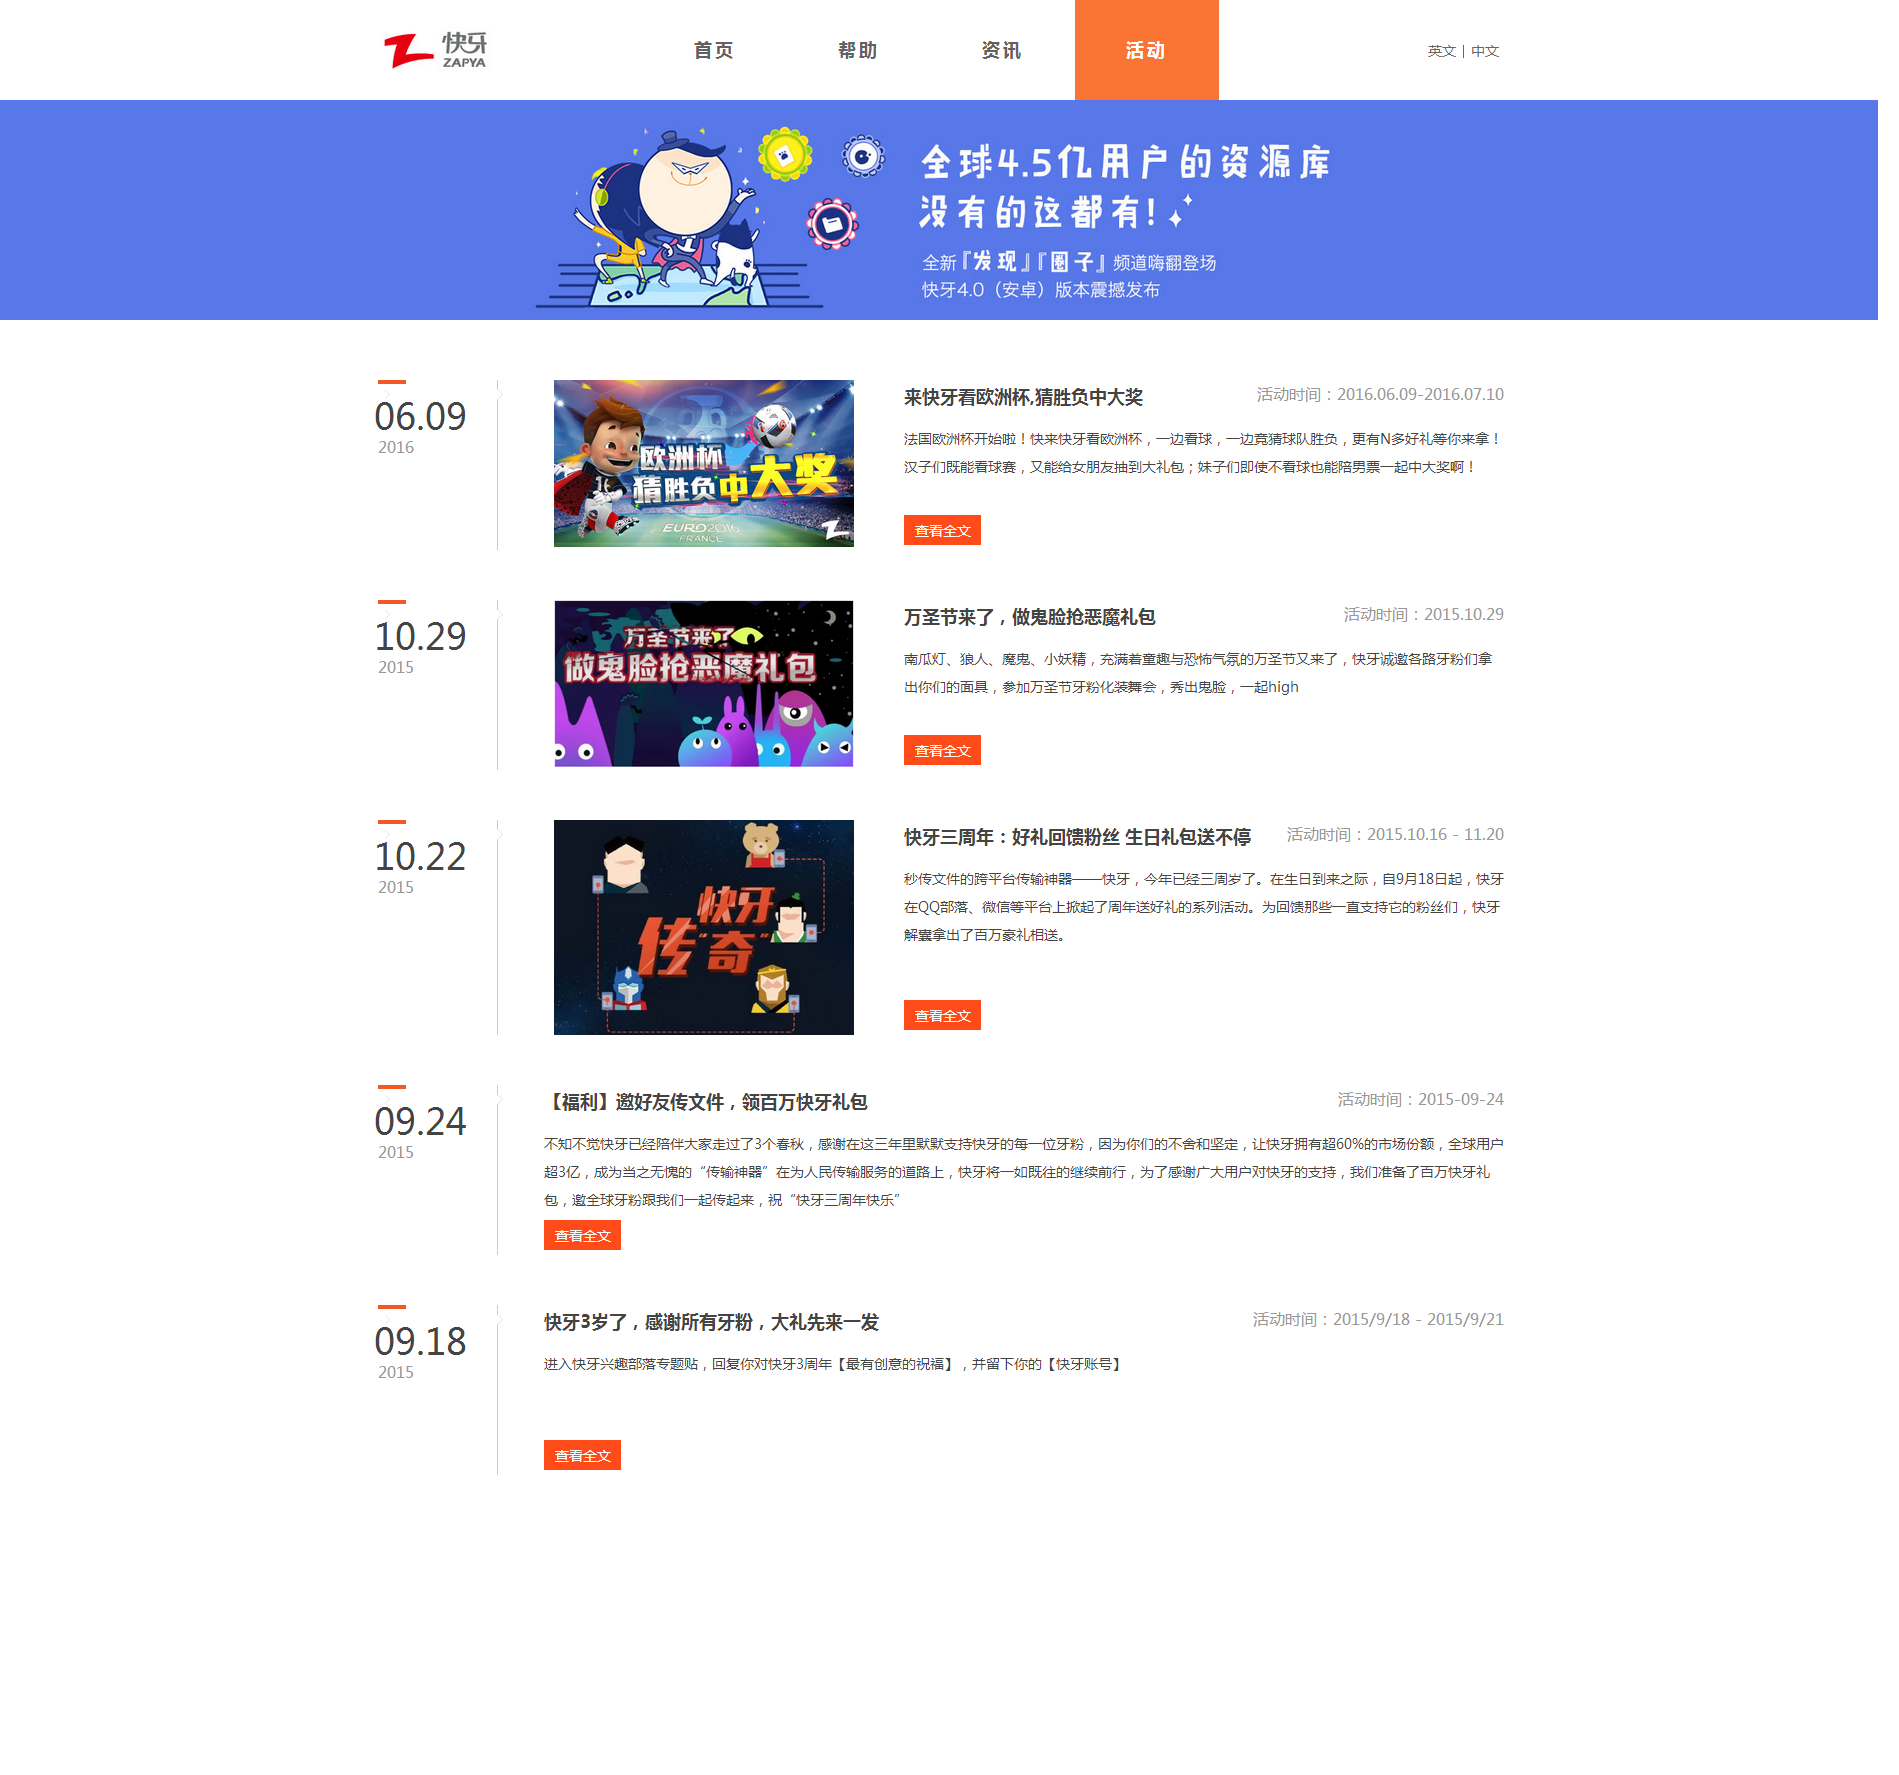 快牙
ZAPYA
首页
帮助
资讯
活动
英文 | 中文
全球4.5亿用户的资源库
没有的这都有!
全新『发现』『圈子』频道嗨翻登场
快牙4.0（安卓）版本震撼发布
06.09
2016
欧洲杯
猜胜负中大奖
EURO2016
FRANCE
来快牙看欧洲杯,猜胜负中大奖
活动时间：2016.06.09-2016.07.10
法国欧洲杯开始啦！快来快牙看欧洲杯，一边看球，一边竞猜球队胜负，更有N多好礼等你来拿！
汉子们既能看球赛，又能给女朋友抽到大礼包；妹子们即使不看球也能陪男票一起中大奖啊！
查看全文
10.29
2015
万圣节来了
做鬼脸抢恶魔礼包
万圣节来了，做鬼脸抢恶魔礼包
活动时间：2015.10.29
南瓜灯、狼人、魔鬼、小妖精，充满着童趣与恐怖气氛的万圣节又来了，快牙诚邀各路牙粉们拿
出你们的面具，参加万圣节牙粉化装舞会，秀出鬼脸，一起high
查看全文
10.22
2015
快牙
传"奇"
快牙三周年：好礼回馈粉丝 生日礼包送不停
活动时间：2015.10.16 - 11.20
秒传文件的跨平台传输神器——快牙，今年已经三周岁了。在生日到来之际，自9月18日起，快牙
在QQ部落、微信等平台上掀起了周年送好礼的系列活动。为回馈那些一直支持它的粉丝们，快牙
解囊拿出了百万豪礼相送。
查看全文
09.24
2015
【福利】邀好友传文件，领百万快牙礼包
活动时间：2015-09-24
不知不觉快牙已经陪伴大家走过了3个春秋，感谢在这三年里默默支持快牙的每一位牙粉，因为你们的不舍和坚定，让快牙拥有超60%的市场份额，全球用户
超3亿，成为当之无愧的“传输神器”在为人民传输服务的道路上，快牙将一如既往的继续前行，为了感谢广大用户对快牙的支持，我们准备了百万快牙礼
包，邀全球牙粉跟我们一起传起来，祝“快牙三周年快乐”
查看全文
09.18
2015
快牙3岁了，感谢所有牙粉，大礼先来一发
活动时间：2015/9/18 - 2015/9/21
进入快牙兴趣部落专题贴，回复你对快牙3周年【最有创意的祝福】，并留下你的【快牙账号】
查看全文